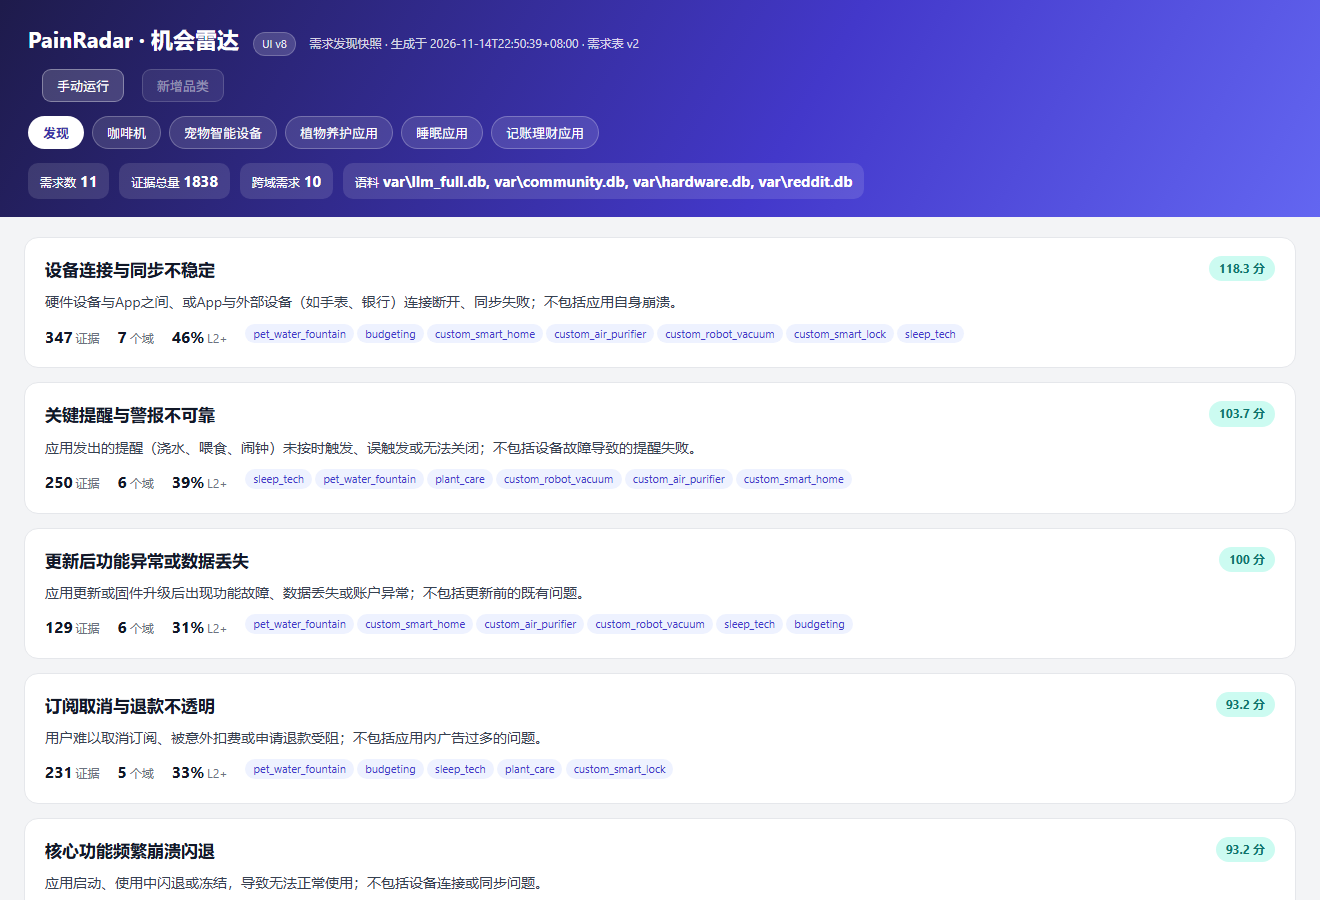 PainRadar · 机会雷达 UI v8 需求发现快照 · 生成于 2026-11-14T22:50:39+08:00 · 需求表 v2
手动运行 新增品类
发现 咖啡机 宠物智能设备 植物养护应用 睡眠应用 记账理财应用
需求数 11 证据总量 1838 跨域需求 10 语料 var\llm_full.db, var\community.db, var\hardware.db, var\reddit.db
设备连接与同步不稳定 118.3 分
硬件设备与App之间、或App与外部设备（如手表、银行）连接断开、同步失败；不包括应用自身崩溃。
347 证据 7 个域 46% L2+ pet_water_fountain budgeting custom_smart_home custom_air_purifier custom_robot_vacuum custom_smart_lock sleep_tech
关键提醒与警报不可靠 103.7 分
应用发出的提醒（浇水、喂食、闹钟）未按时触发、误触发或无法关闭；不包括设备故障导致的提醒失败。
250 证据 6 个域 39% L2+ sleep_tech pet_water_fountain plant_care custom_robot_vacuum custom_air_purifier custom_smart_home
更新后功能异常或数据丢失 100 分
应用更新或固件升级后出现功能故障、数据丢失或账户异常；不包括更新前的既有问题。
129 证据 6 个域 31% L2+ pet_water_fountain custom_smart_home custom_air_purifier custom_robot_vacuum sleep_tech budgeting
订阅取消与退款不透明 93.2 分
用户难以取消订阅、被意外扣费或申请退款受阻；不包括应用内广告过多的问题。
231 证据 5 个域 33% L2+ pet_water_fountain budgeting sleep_tech plant_care custom_smart_lock
核心功能频繁崩溃闪退 93.2 分
应用启动、使用中闪退或冻结，导致无法正常使用；不包括设备连接或同步问题。